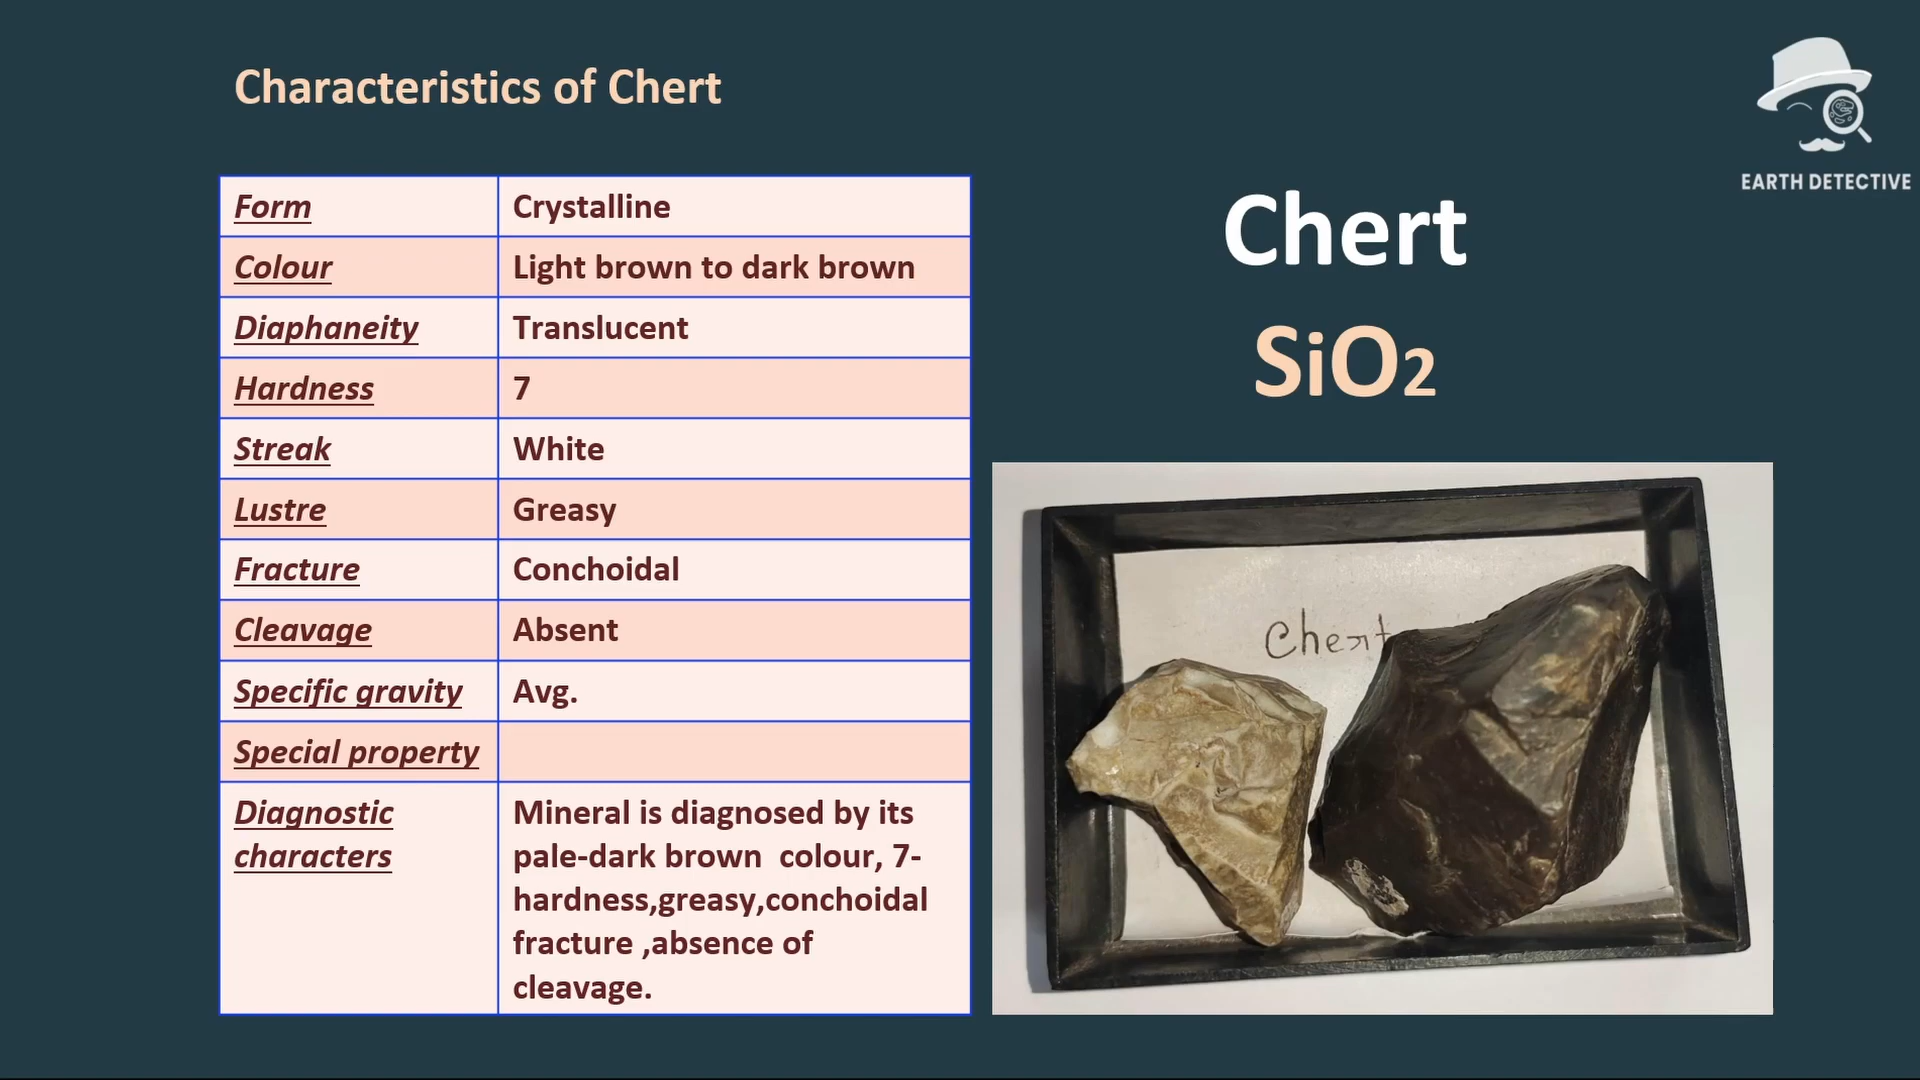 Characteristics of Chert
EARTH DETECTIVE
Chert
SiO2
Form Crystalline
Colour Light brown to dark brown
Diaphaneity Translucent
Hardness 7
Streak White
Lustre Greasy
Fracture Conchoidal
Cleavage Absent
Specific gravity Avg.
Special property
Diagnostic
characters
Mineral is diagnosed by its
pale-dark brown  colour, 7-
hardness,greasy,conchoidal
fracture ,absence of
cleavage.
Chert